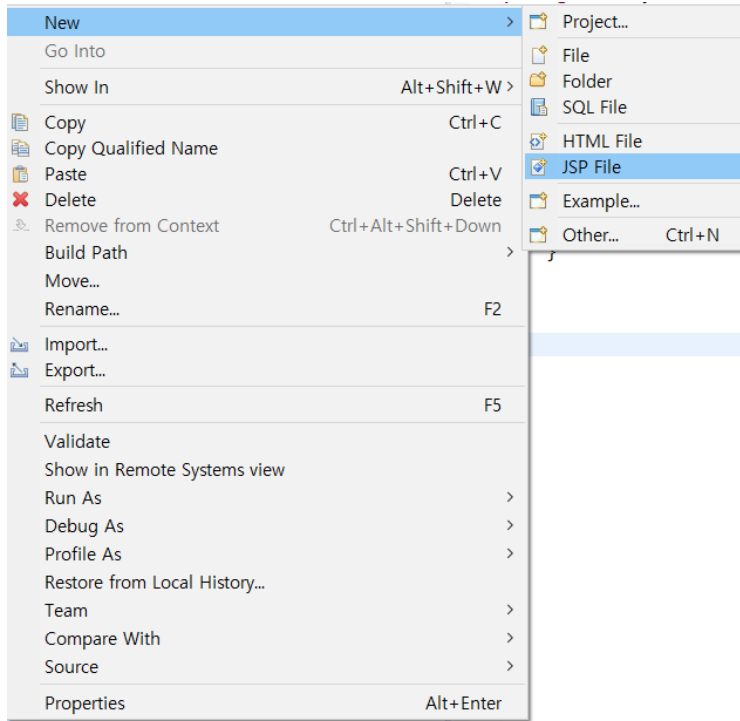 New
Go Into
Show In Alt+Shift+W
Copy Ctrl+C
Copy Qualified Name
Paste Ctrl+V
Delete Delete
Remove from Context Ctrl+Alt+Shift+Down
Build Path
Move...
Rename... F2
Import...
Export...
Refresh F5
Validate
Show in Remote Systems view
Run As
Debug As
Profile As
Restore from Local History...
Team
Compare With
Source
Properties Alt+Enter
Project...
File
Folder
SQL File
HTML File
JSP File
Example...
Other... Ctrl+N
}